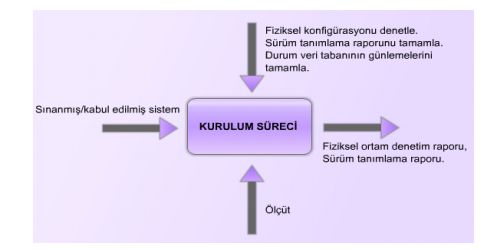 Fiziksel konfigürasyonu denetle.
Sürüm tanımlama raporunu tamamla.
Durum veri tabanının günlemelerini
tamamla.
Sınanmış/kabul edilmiş sistem
KURULUM SÜRECİ
Fiziksel ortam denetim raporu,
Sürüm tanımlama raporu.
Ölçüt